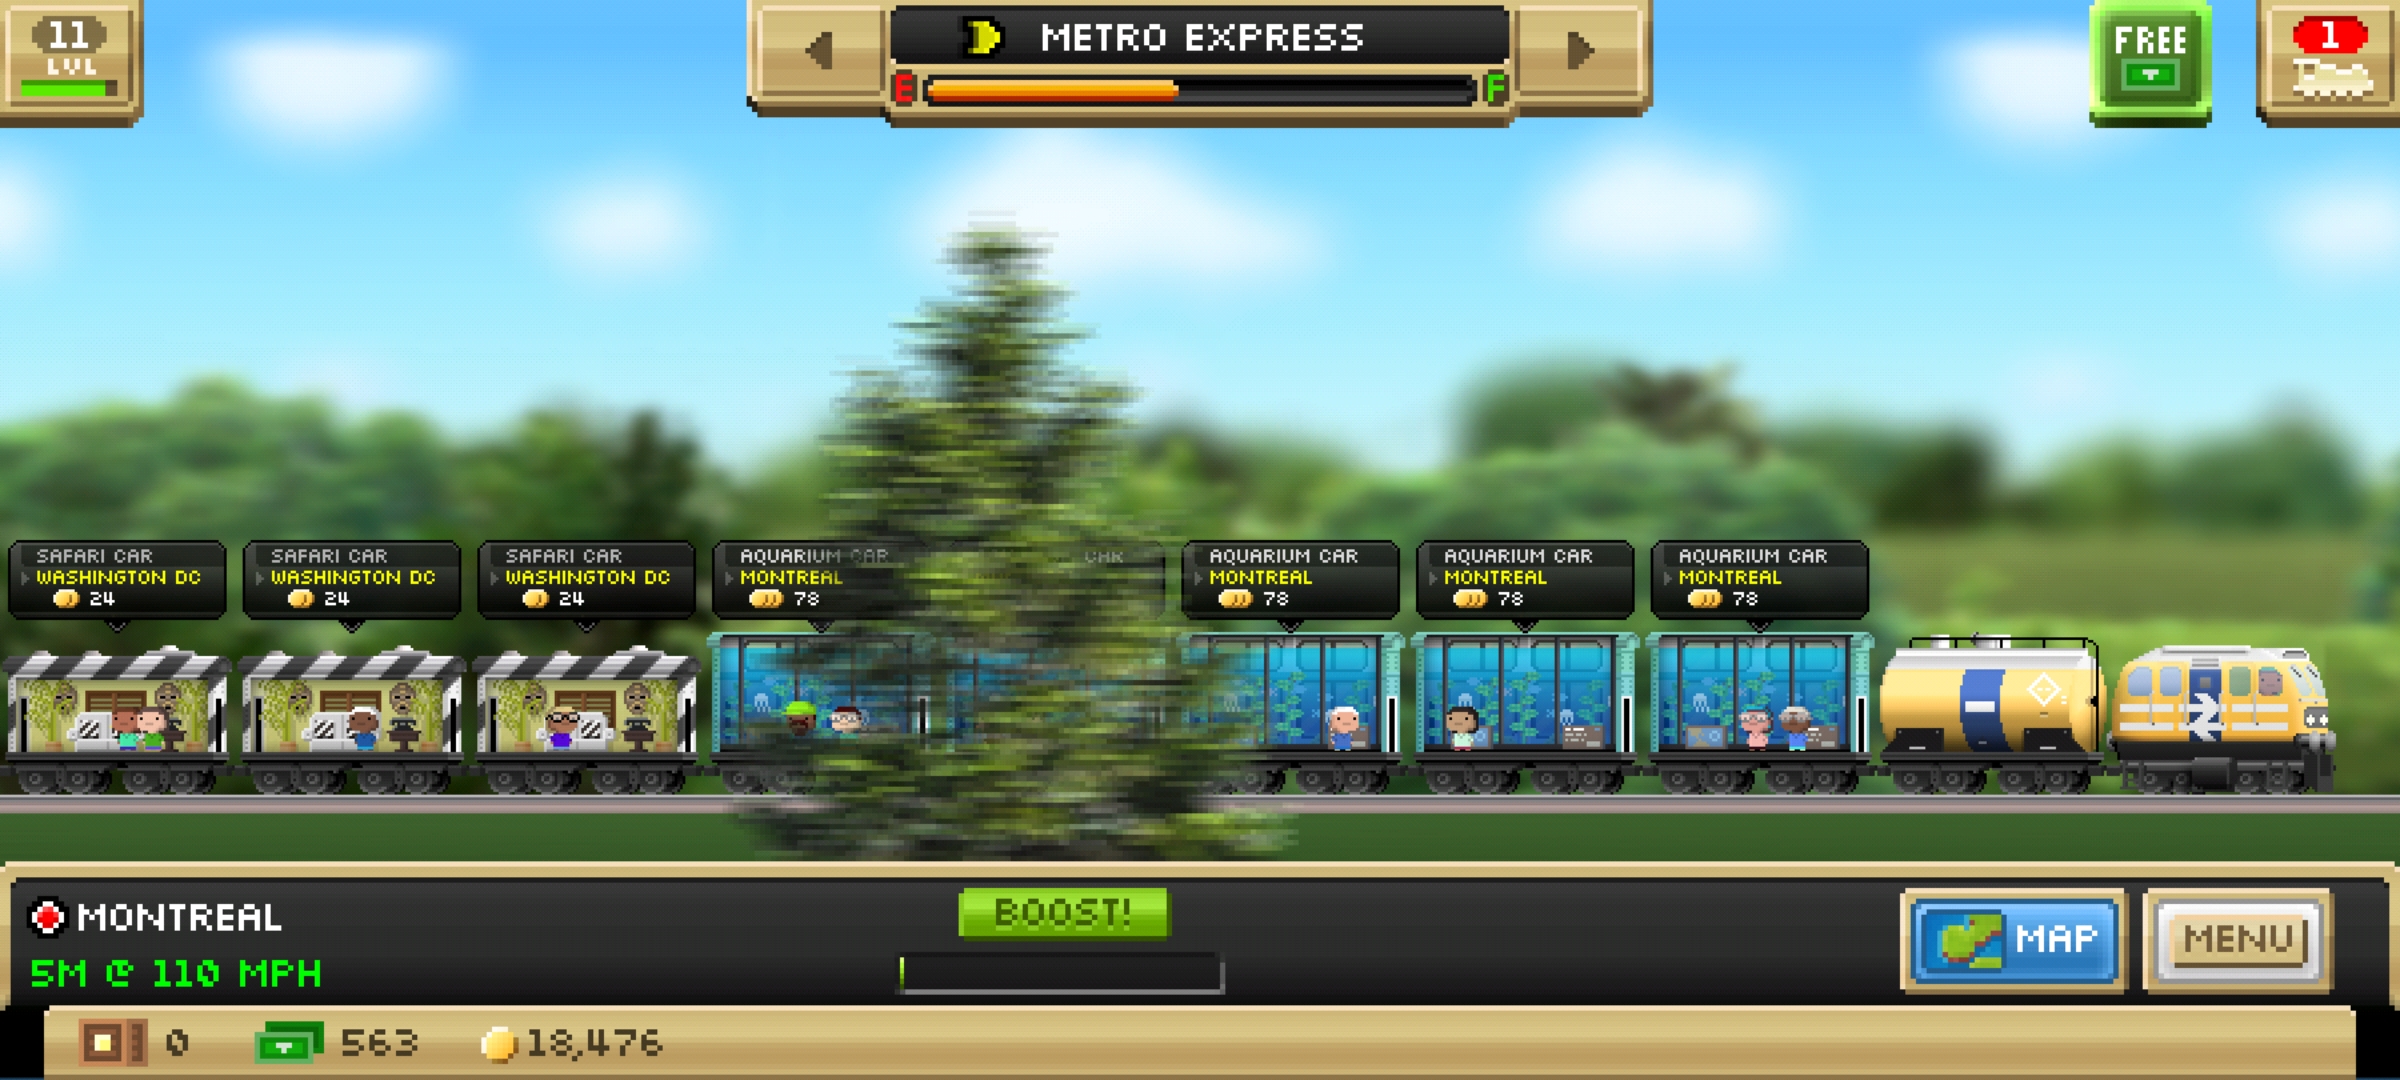 11
LVL
METRO EXPRESS
E
F
FREE
1
SAFARI CAR
WASHINGTON DC
24
SAFARI CAR
WASHINGTON DC
24
SAFARI CAR
WASHINGTON DC
24
AQUARIUM CAR
MONTREAL
78
CAR
AQUARIUM CAR
MONTREAL
78
AQUARIUM CAR
MONTREAL
78
AQUARIUM CAR
MONTREAL
78
MONTREAL
5M @ 110 MPH
BOOST!
MAP
MENU
0
563
18,476